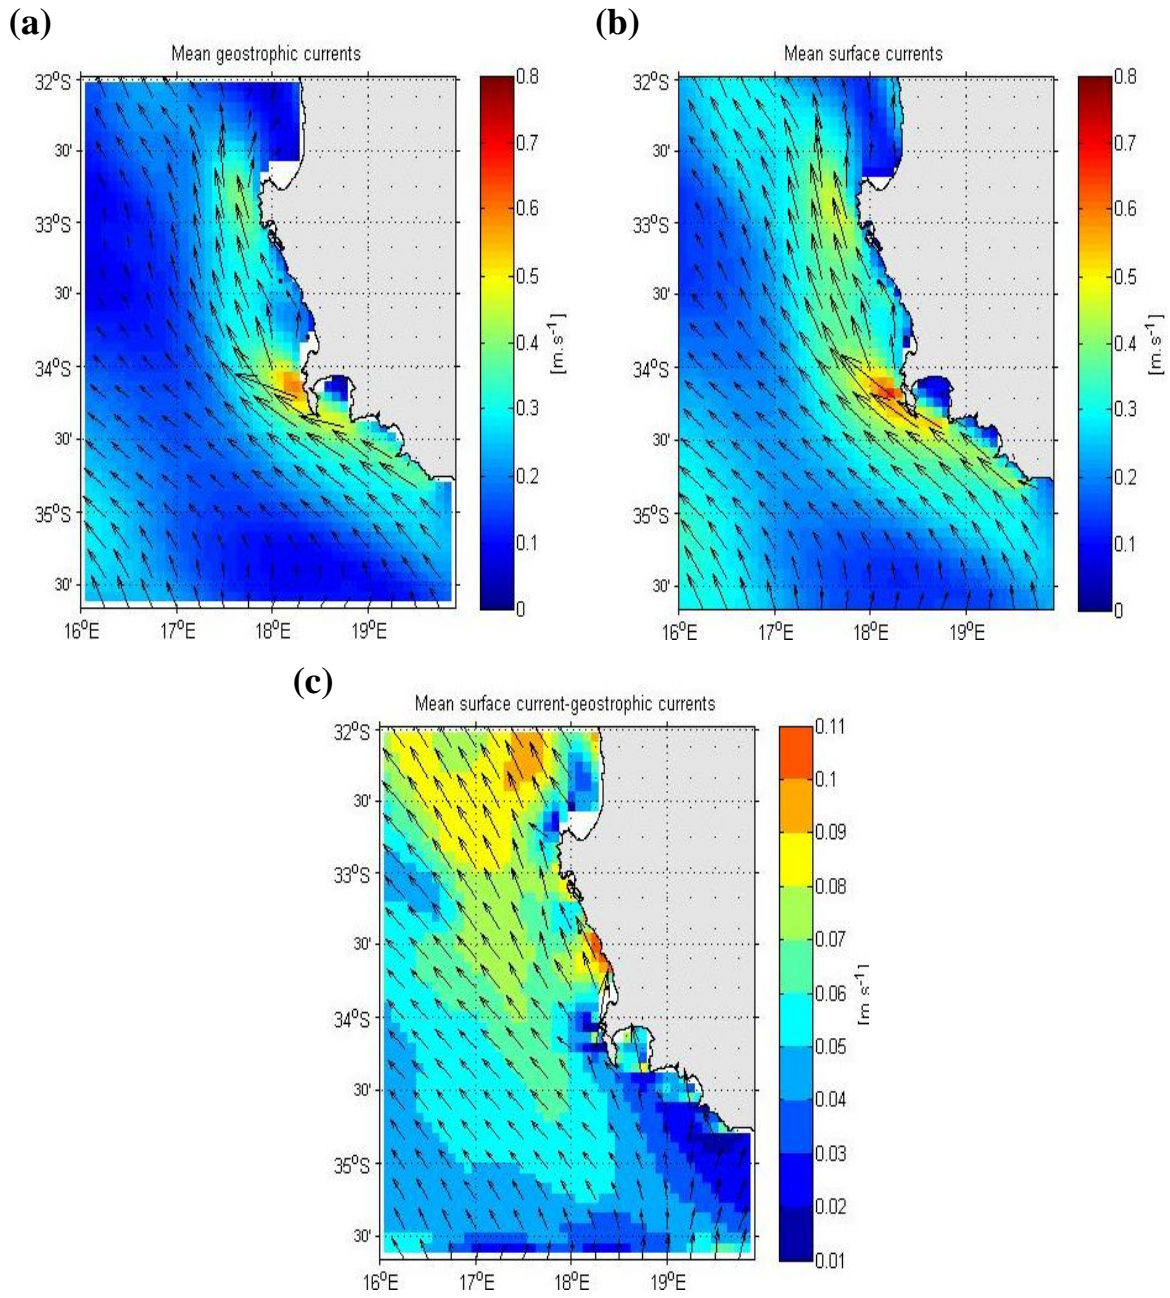 (a)
Mean geostrophic currents
32°S
30'
33°S
30'
34°S
30'
35°S
30'
16°E 17°E 18°E 19°E
0.8
0.7
0.6
0.5
0.4
0.3
0.2
0.1
0
[m.s⁻¹]
(b)
Mean surface currents
32°S
30'
33°S
30'
34°S
30'
35°S
30'
16°E 17°E 18°E 19°E
0.8
0.7
0.6
0.5
0.4
0.3
0.2
0.1
0
[m.s⁻¹]
(c)
Mean surface current-geostrophic currents
32°S
30'
33°S
30'
34°S
30'
35°S
30'
16°E 17°E 18°E 19°E
0.11
0.1
0.09
0.08
0.07
0.06
0.05
0.04
0.03
0.02
0.01
[m s⁻¹]